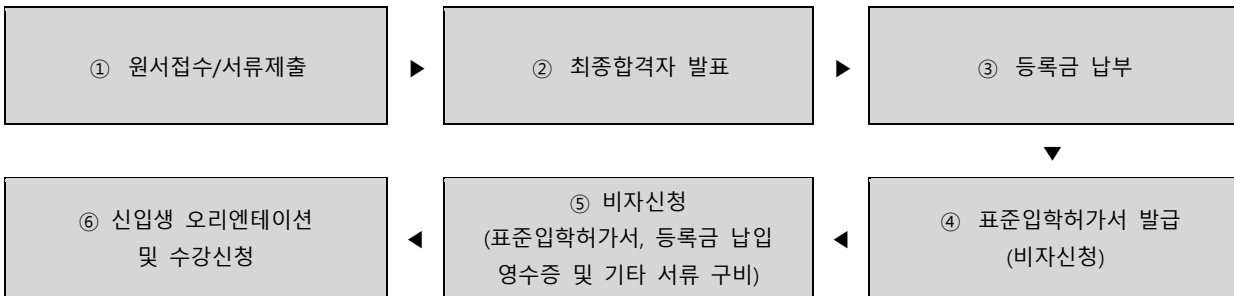 ① 원서접수/서류제출
▶
② 최종합격자 발표
▶
③ 등록금 납부
▼
④ 표준입학허가서 발급
(비자신청)
◀
⑤ 비자신청
(표준입학허가서, 등록금 납입
영수증 및 기타 서류 구비)
◀
⑥ 신입생 오리엔테이션
및 수강신청